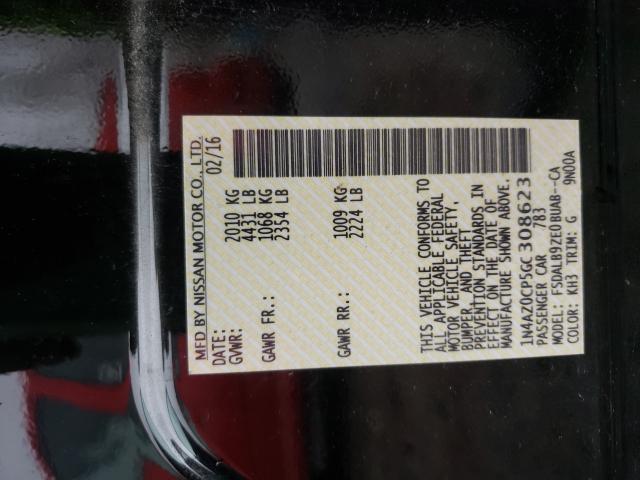 MFD BY NISSAN MOTOR CO., LTD.
DATE: 02/16
GVWR: 2010 KG
4431 LB
GAWR FR.: 1068 KG
2354 LB
GAWR RR.: 1009 KG
2224 LB
THIS VEHICLE CONFORMS TO
ALL APPLICABLE FEDERAL
MOTOR VEHICLE SAFETY,
BUMPER, AND THEFT
PREVENTION STANDARDS IN
EFFECT ON THE DATE OF
MANUFACTURE SHOWN ABOVE.
1N4AZ0CP5GC308623
PASSENGER CAR 783
MODEL: FSDALB9ZE0BUAB--CA
COLOR: KH3 TRIM: G 9N00A